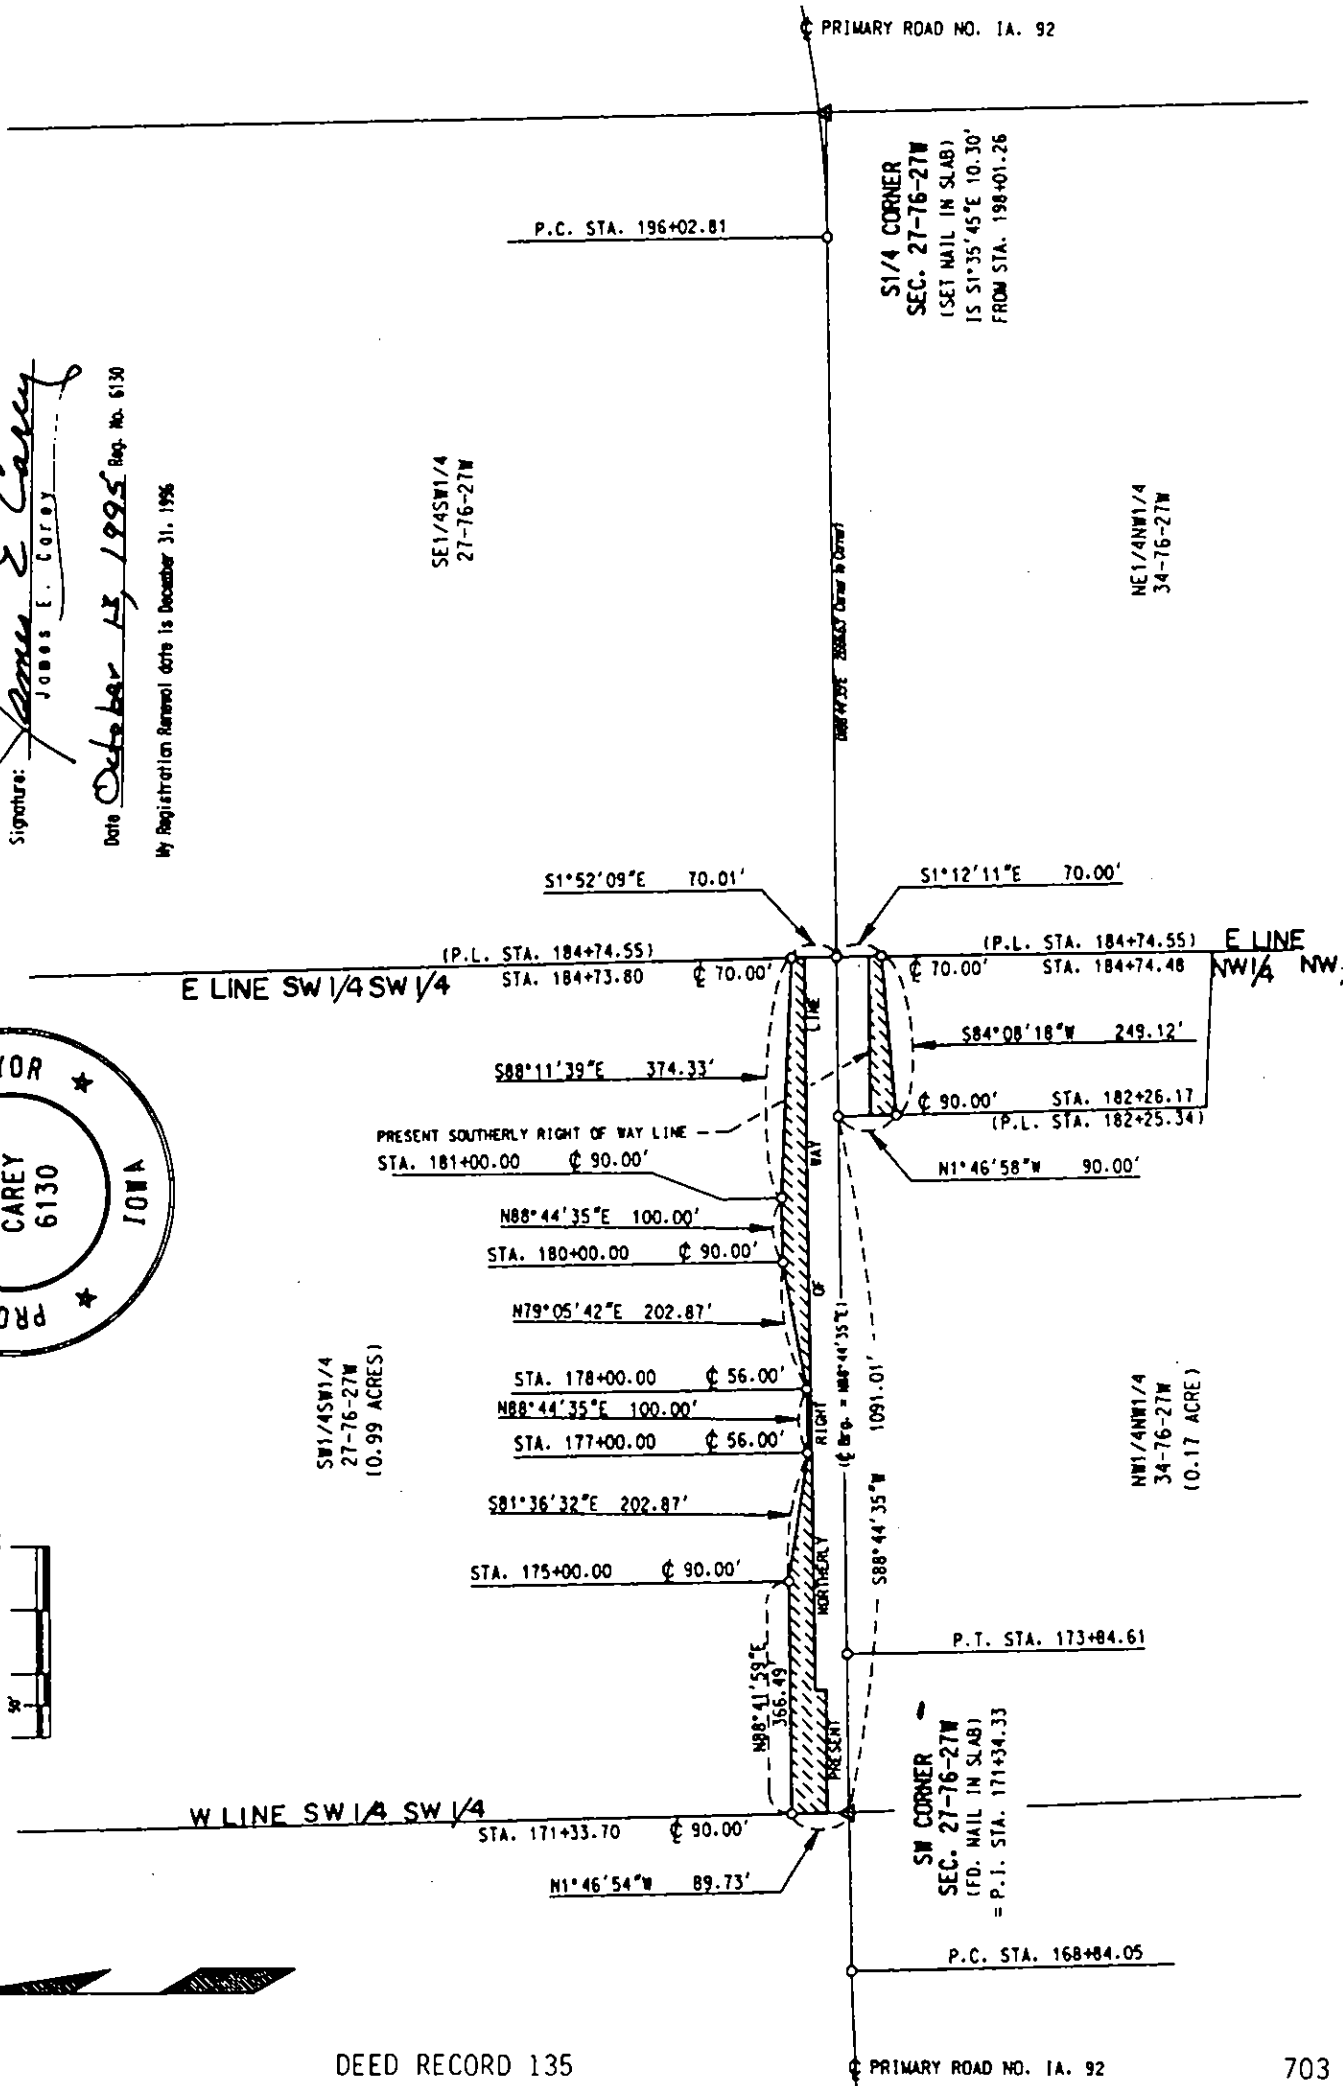 ℄ PRIMARY ROAD NO. IA. 92
P.C. STA. 196+02.81
S1/4 CORNER
SEC. 27-76-27W
(SET NAIL IN SLAB)
IS S1°35'45"E 10.30'
FROM STA. 198+01.26
Signature: James E Carey
James E. Carey
Date October 13, 1995 Reg. No. 6130
My Registration Renewal date is December 31, 1996
SE1/4SW1/4
27-76-27W
NE1/4NW1/4
34-76-27W
Corner to Corner)
S1°52'09"E 70.01'
S1°12'11"E 70.00'
(P.L. STA. 184+74.55)
(P.L. STA. 184+74.55) E LINE
E LINE SW 1/4 SW 1/4
STA. 184+73.80 ℄ 70.00'
℄ 70.00' STA. 184+74.48
NW1/4 NW
S84°08'18"W 249.12'
S88°11'39"E 374.33'
℄ 90.00' STA. 182+26.17
(P.L. STA. 182+25.34)
PRESENT SOUTHERLY RIGHT OF WAY LINE
STA. 181+00.00 ℄ 90.00'
N1°46'58"W 90.00'
N88°44'35"E 100.00'
STA. 180+00.00 ℄ 90.00'
N79°05'42"E 202.87'
STA. 178+00.00 ℄ 56.00'
N88°44'35"E 100.00'
STA. 177+00.00 ℄ 56.00'
S81°36'32"E 202.87'
STA. 175+00.00 ℄ 90.00'
N88°41'59"E
366.49'
PRESENT NORTHERLY RIGHT OF WAY LINE
(℄ Brg. = N88°44'35"E)
S88°44'35"W 1091.01'
YOR
IOWA
PRO
CAREY
6130
SW1/4SW1/4
27-76-27W
(0.99 ACRES)
NW1/4NW1/4
34-76-27W
(0.17 ACRE)
50'
P.T. STA. 173+84.61
SW CORNER
SEC. 27-76-27W
(FD. NAIL IN SLAB)
= P.I. STA. 171+34.33
W LINE SW 1/4 SW 1/4
STA. 171+33.70 ℄ 90.00'
N1°46'54"W 89.73'
P.C. STA. 168+84.05
DEED RECORD 135
℄ PRIMARY ROAD NO. IA. 92
703